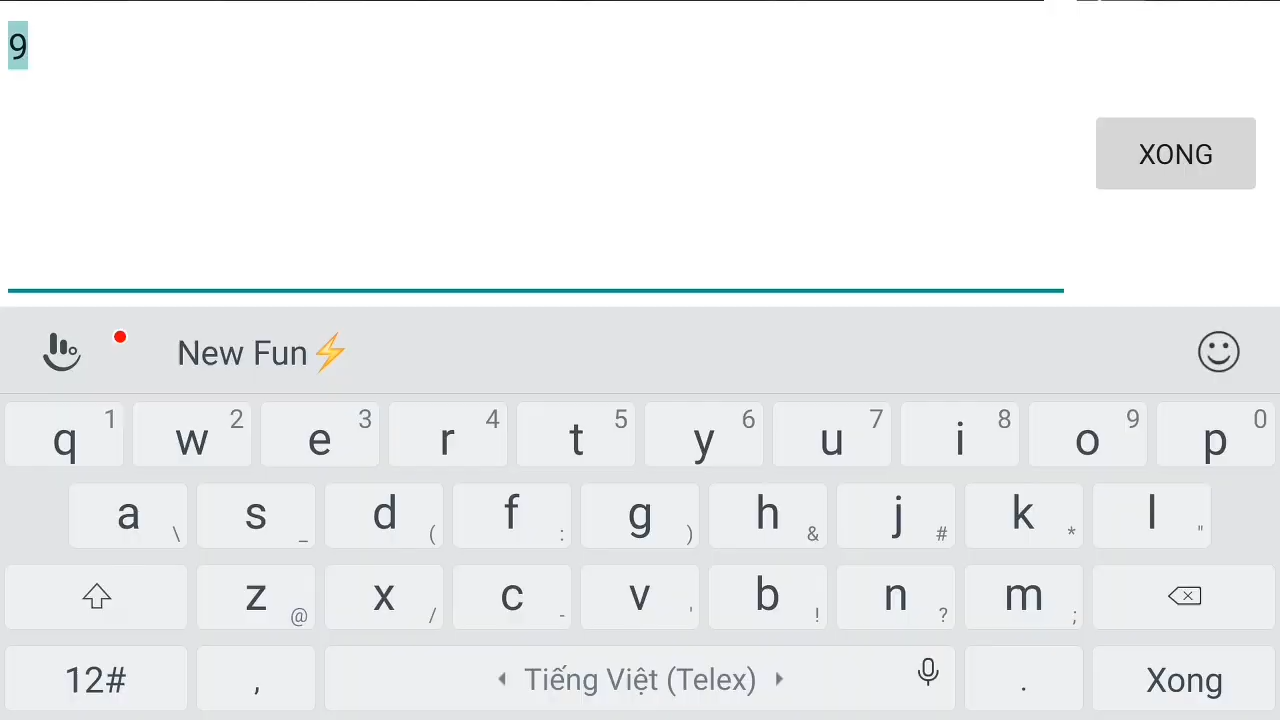 9
XONG
New Fun⚡
q 1 w 2 e 3 r 4 t 5 y 6 u 7 i 8 o 9 p 0
a \ s _ d ( f : g ) h & j # k * l "
z @ x / c - v ' b ! n ? m ;
12# , Tiếng Việt (Telex) . Xong